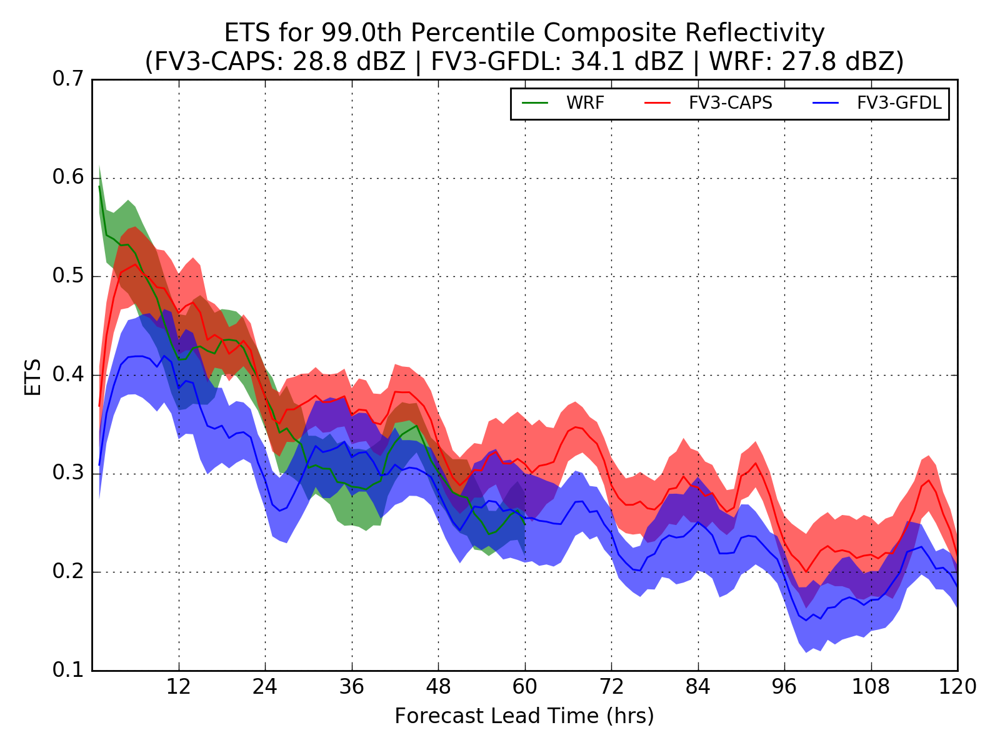 ETS for 99.0th Percentile Composite Reflectivity
(FV3-CAPS: 28.8 dBZ | FV3-GFDL: 34.1 dBZ | WRF: 27.8 dBZ)
WRF FV3-CAPS FV3-GFDL
0.7
0.6
0.5
0.4
0.3
0.2
0.1
ETS
12 24 36 48 60 72 84 96 108 120
Forecast Lead Time (hrs)